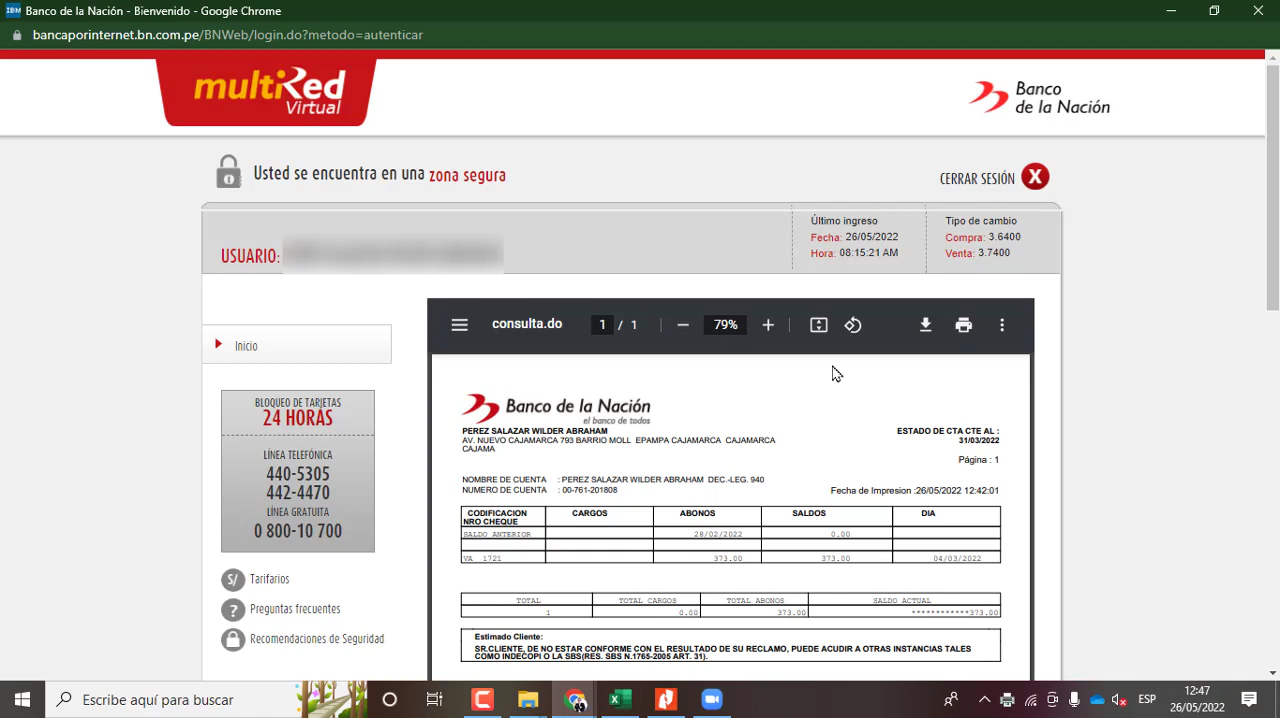 Banco de la Nación - Bienvenido - Google Chrome
bancaporinternet.bn.com.pe/BNWeb/login.do?metodo=autenticar
multiRed
Virtual
Banco
de la Nación
Usted se encuentra en una zona segura
CERRAR SESIÓN X
USUARIO:
Último ingreso
Fecha: 26/05/2022
Hora: 08:15:21 AM
Tipo de cambio
Compra: 3.6400
Venta: 3.7400
Inicio
BLOQUEO DE TARJETAS
24 HORAS
LÍNEA TELEFÓNICA
440-5305
442-4470
LÍNEA GRATUITA
0 800-10 700
S/ Tarifarios
? Preguntas frecuentes
Recomendaciones de Seguridad
consulta.do 1 / 1 79%
Banco de la Nación
el banco de todos
PEREZ SALAZAR WILDER ABRAHAM
AV. NUEVO CAJAMARCA 793 BARRIO MOLL EPAMPA CAJAMARCA CAJAMARCA
CAJAMA
ESTADO DE CTA CTE AL :
31/03/2022
Página : 1
NOMBRE DE CUENTA : PEREZ SALAZAR WILDER ABRAHAM DEC.-LEG. 940
NUMERO DE CUENTA : 00-761-201808
Fecha de Impresion :26/05/2022 12:42:01
CODIFICACION NRO CHEQUE CARGOS ABONOS SALDOS DIA
SALDO ANTERIOR 28/02/2022 0.00
VA 1721 373.00 373.00 04/03/2022
TOTAL TOTAL CARGOS TOTAL ABONOS SALDO ACTUAL
1 0.00 373.00 ************373.00
Estimado Cliente:
SR.CLIENTE, DE NO ESTAR CONFORME CON EL RESULTADO DE SU RECLAMO, PUEDE ACUDIR A OTRAS INSTANCIAS TALES
COMO INDECOPI O LA SBS(RES. SBS N.1765-2005 ART. 31).
Escribe aquí para buscar
ESP
12:47
26/05/2022